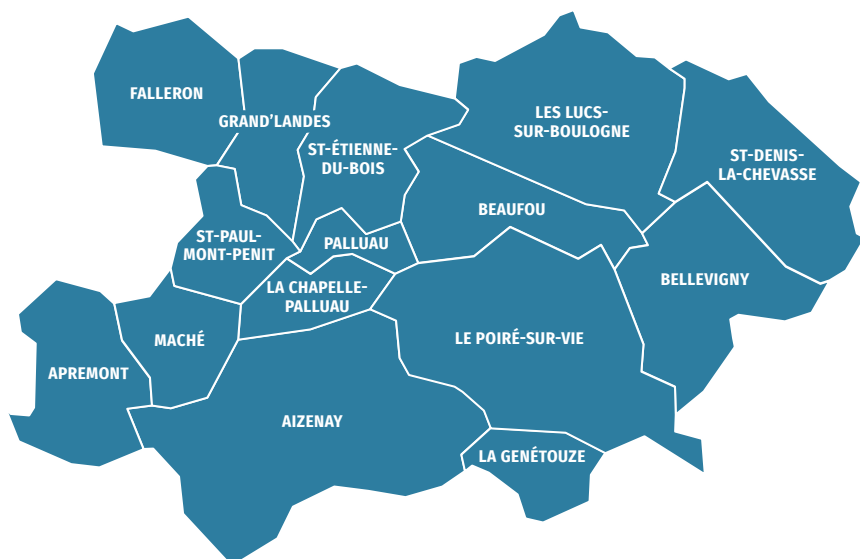 FALLERON
GRAND'LANDES
ST-ÉTIENNE-
DU-BOIS
LES LUCS-
SUR-BOULOGNE
ST-DENIS-
LA-CHEVASSE
BEAUFOU
ST-PAUL-
MONT-PENIT
PALLUAU
LA CHAPELLE-
PALLUAU
BELLEVIGNY
MACHÉ
LE POIRÉ-SUR-VIE
APREMONT
AIZENAY
LA GENÉTOUZE